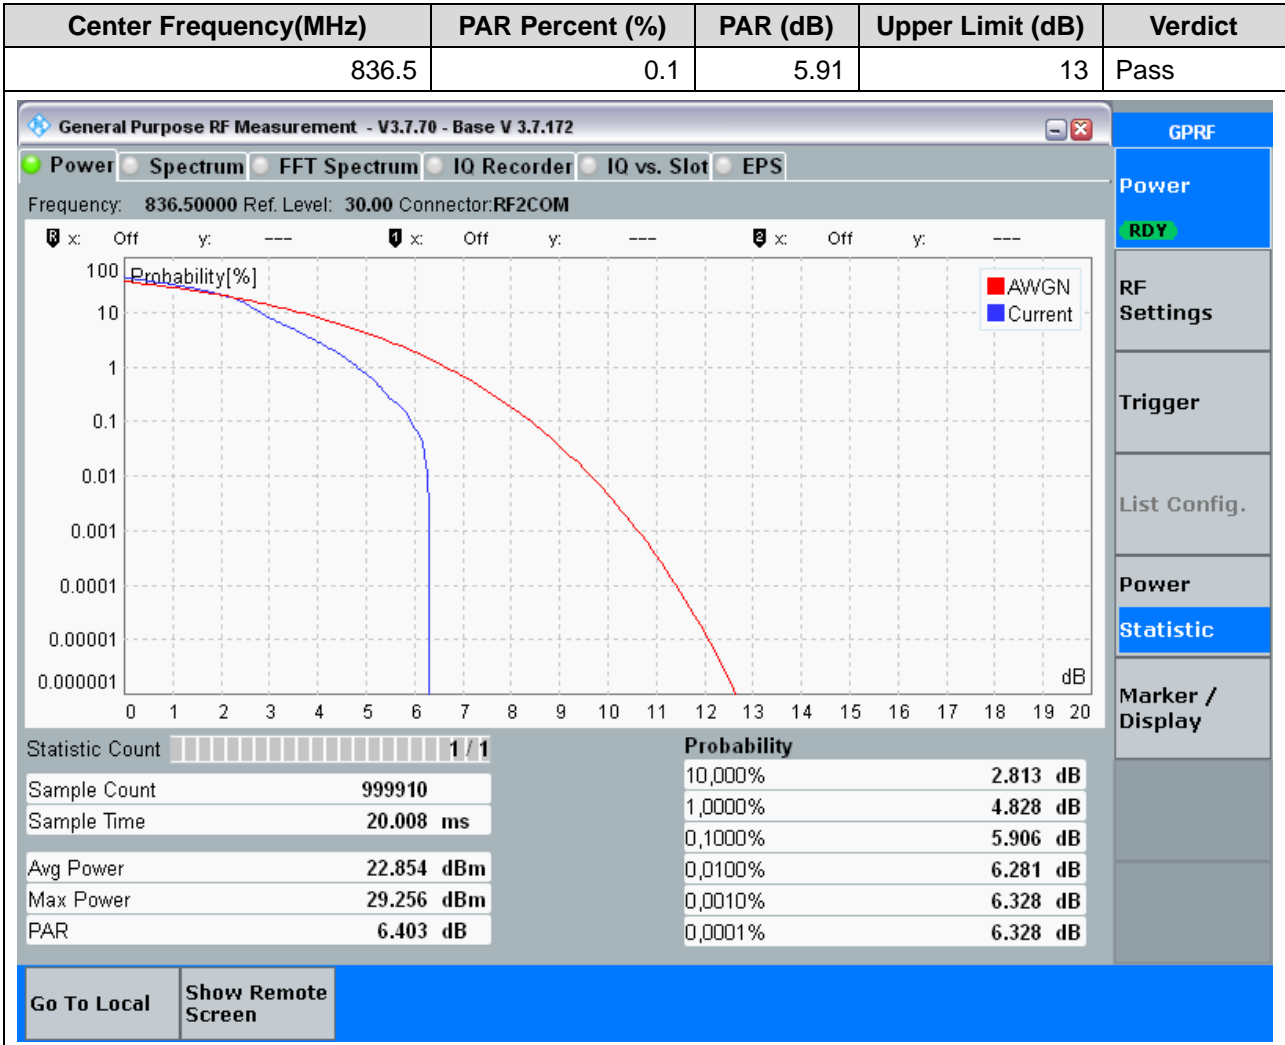 Center Frequency(MHz) PAR Percent (%) PAR (dB) Upper Limit (dB) Verdict
836.5 0.1 5.91 13 Pass
General Purpose RF Measurement - V3.7.70 - Base V 3.7.172
GPRF
Power Spectrum FFT Spectrum IQ Recorder IQ vs. Slot EPS
Frequency: 836.50000 Ref. Level: 30.00 Connector:RF2COM
R x: Off y: --- 1 x: Off y: --- 2 x: Off y: ---
Probability[%]
AWGN
Current
100
10
1
0.1
0.01
0.001
0.0001
0.00001
0.000001
dB
0 1 2 3 4 5 6 7 8 9 10 11 12 13 14 15 16 17 18 19 20
Statistic Count 1 / 1
Sample Count 999910
Sample Time 20.008 ms
Avg Power 22.854 dBm
Max Power 29.256 dBm
PAR 6.403 dB
Probability
10,000% 2.813 dB
1,0000% 4.828 dB
0,1000% 5.906 dB
0,0100% 6.281 dB
0,0010% 6.328 dB
0,0001% 6.328 dB
Power
RDY
RF
Settings
Trigger
List Config.
Power
Statistic
Marker /
Display
Go To Local
Show Remote
Screen